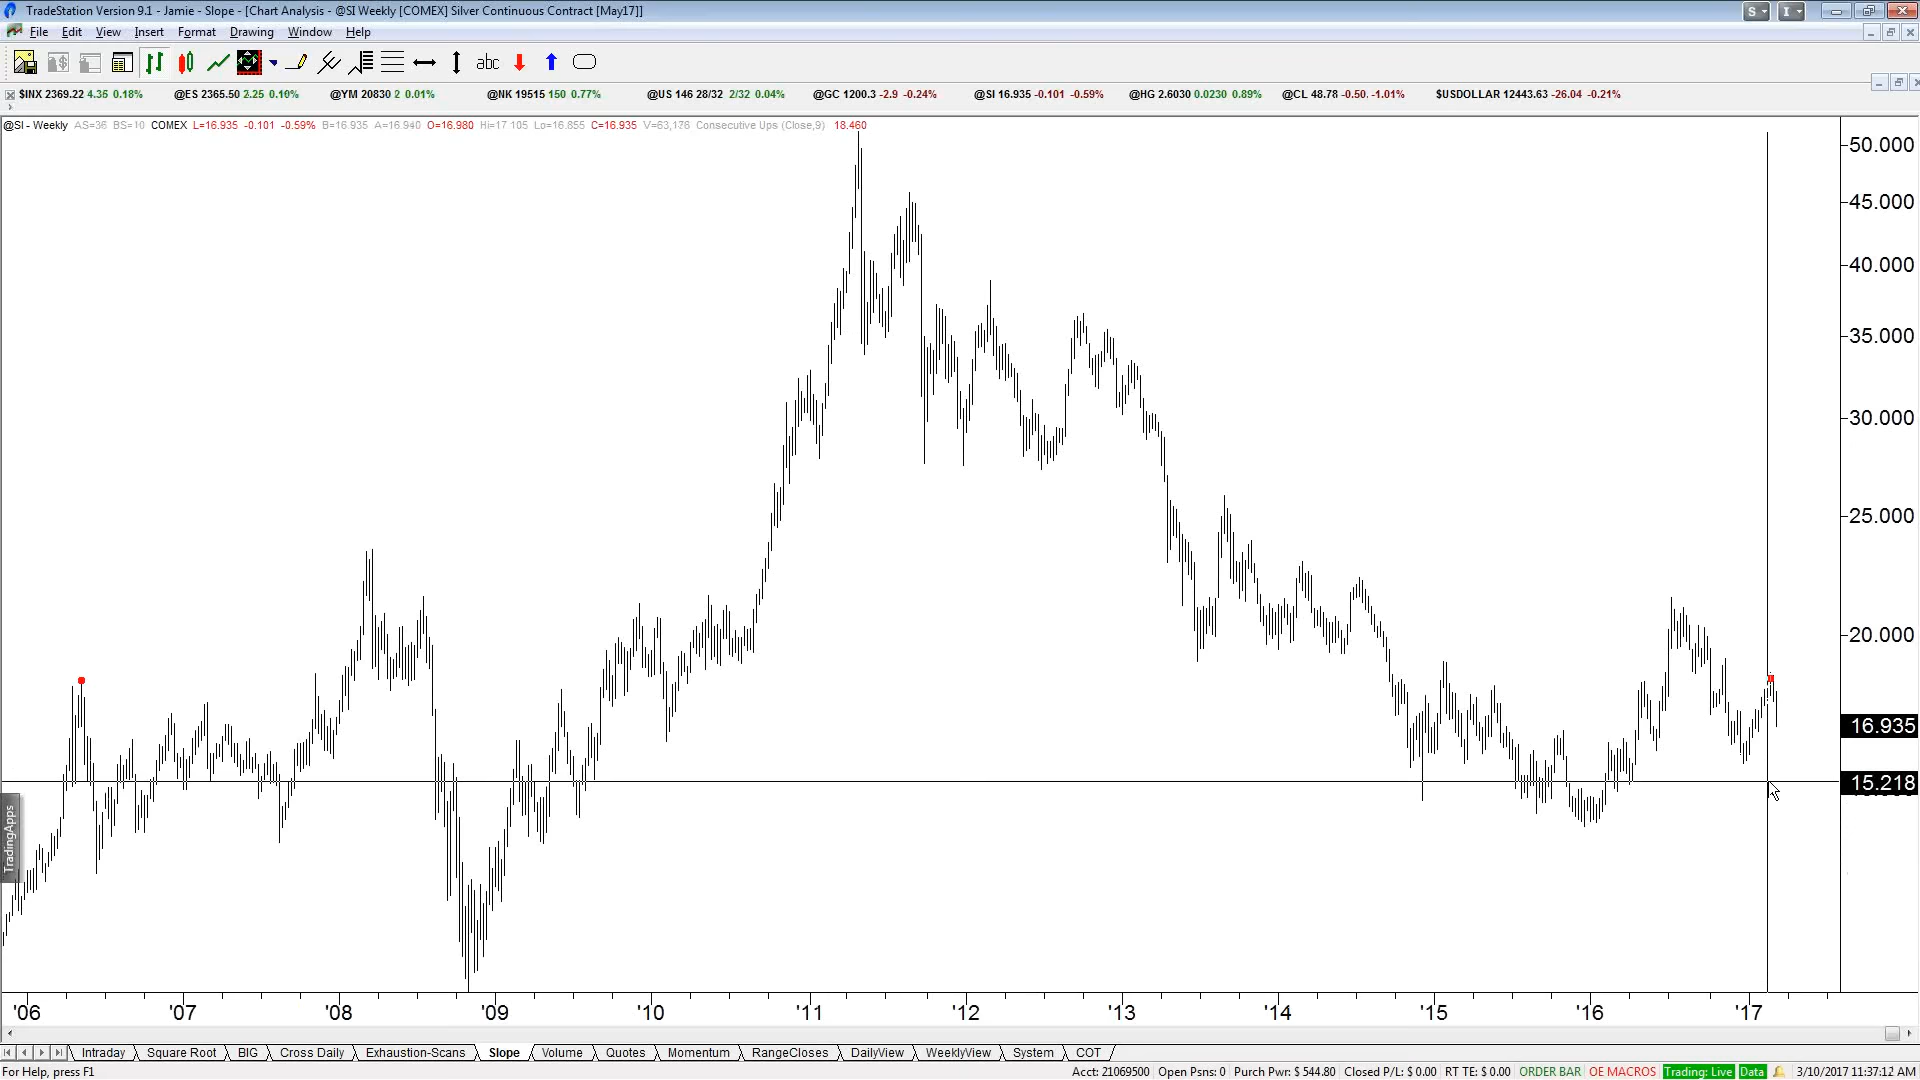 TradeStation Version 9.1 - Jamie - Slope - [Chart Analysis - @SI Weekly [COMEX] Silver Continuous Contract [May17]]
S I
File Edit View Insert Format Drawing Window Help
abc
$INX 2369.22 4.36 0.18% @ES 2365.50 2.25 0.10% @YM 20830 2 0.01% @NK 19515 150 0.77% @US 146 28/32 2/32 0.04% @GC 1200.3 -2.9 -0.24% @SI 16.935 -0.101 -0.59% @HG 2.6030 0.0230 0.89% @CL 48.78 -0.50 -1.01% $USDOLLAR 12443.63 -26.04 -0.21%
@SI - Weekly AS=36 BS=10 COMEX L=16.935 -0.101 -0.59% B=16.935 A=16.940 O=16.980 Hi=17.105 Lo=16.855 C=16.935 V=63,176 Consecutive Ups (Close,9) 18.460
50.000
45.000
40.000
35.000
30.000
25.000
20.000
16.935
15.218
TradingApps
'06 '07 '08 '09 '10 '11 '12 '13 '14 '15 '16 '17
Intraday Square Root BIG Cross Daily Exhaustion-Scans Slope Volume Quotes Momentum RangeCloses DailyView WeeklyView System COT
For Help, press F1 Acct: 21069500 Open Psns: 0 Purch Pwr: $ 544.80 Closed P/L: $ 0.00 RT TE: $ 0.00 ORDER BAR OE MACROS Trading: Live Data 3/10/2017 11:37:12 AM